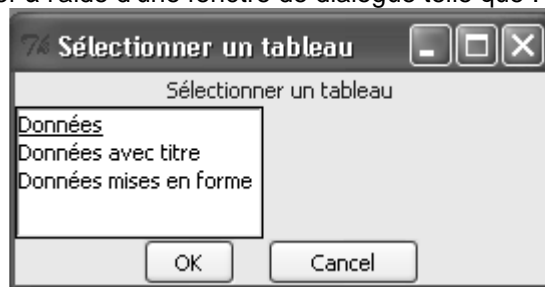 à l'aide d'une fenêtre de dialogue telle que
Sélectionner un tableau
Sélectionner un tableau
Données
Données avec titre
Données mises en forme
OK Cancel